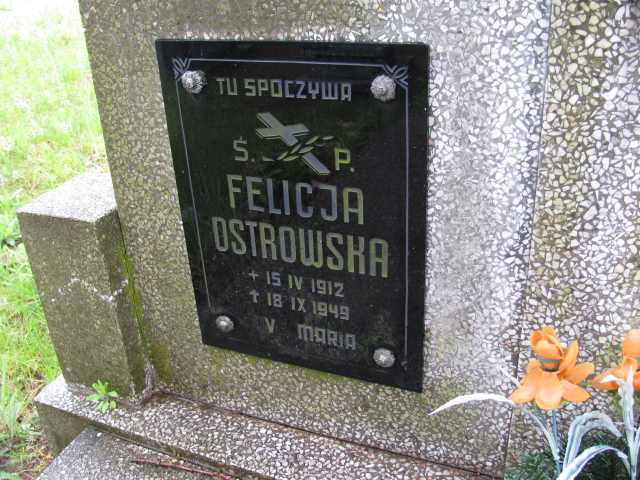 TU SPOCZYWA
Ś. P.
FELICJA
OSTROWSKA
+ 15 IV 1912
+ 18 IX 1949
V MARIA